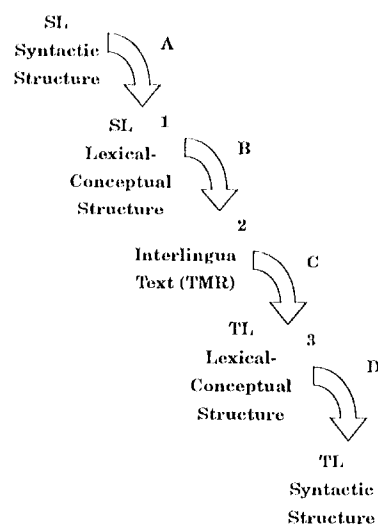 SL
Syntactic
Structure
A
SL 1
Lexical-
Conceptual
Structure
B
2
Interlingua
Text (TMR)
C
TL 3
Lexical-
Conceptual
Structure
D
TL
Syntactic
Structure